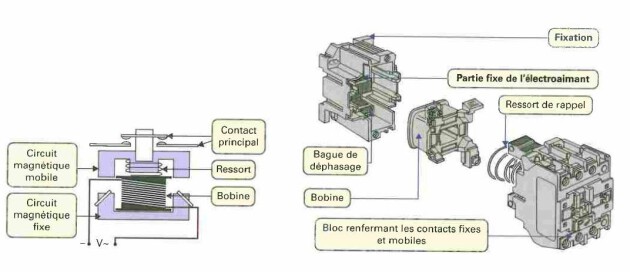 Contact
principal
Circuit
magnétique
mobile
Ressort
Bobine
Circuit
magnétique
fixe
– V~
Fixation
Partie fixe de l'électroaimant
Ressort de rappel
Bague de
déphasage
Bobine
Bloc renfermant les contacts fixes
et mobiles